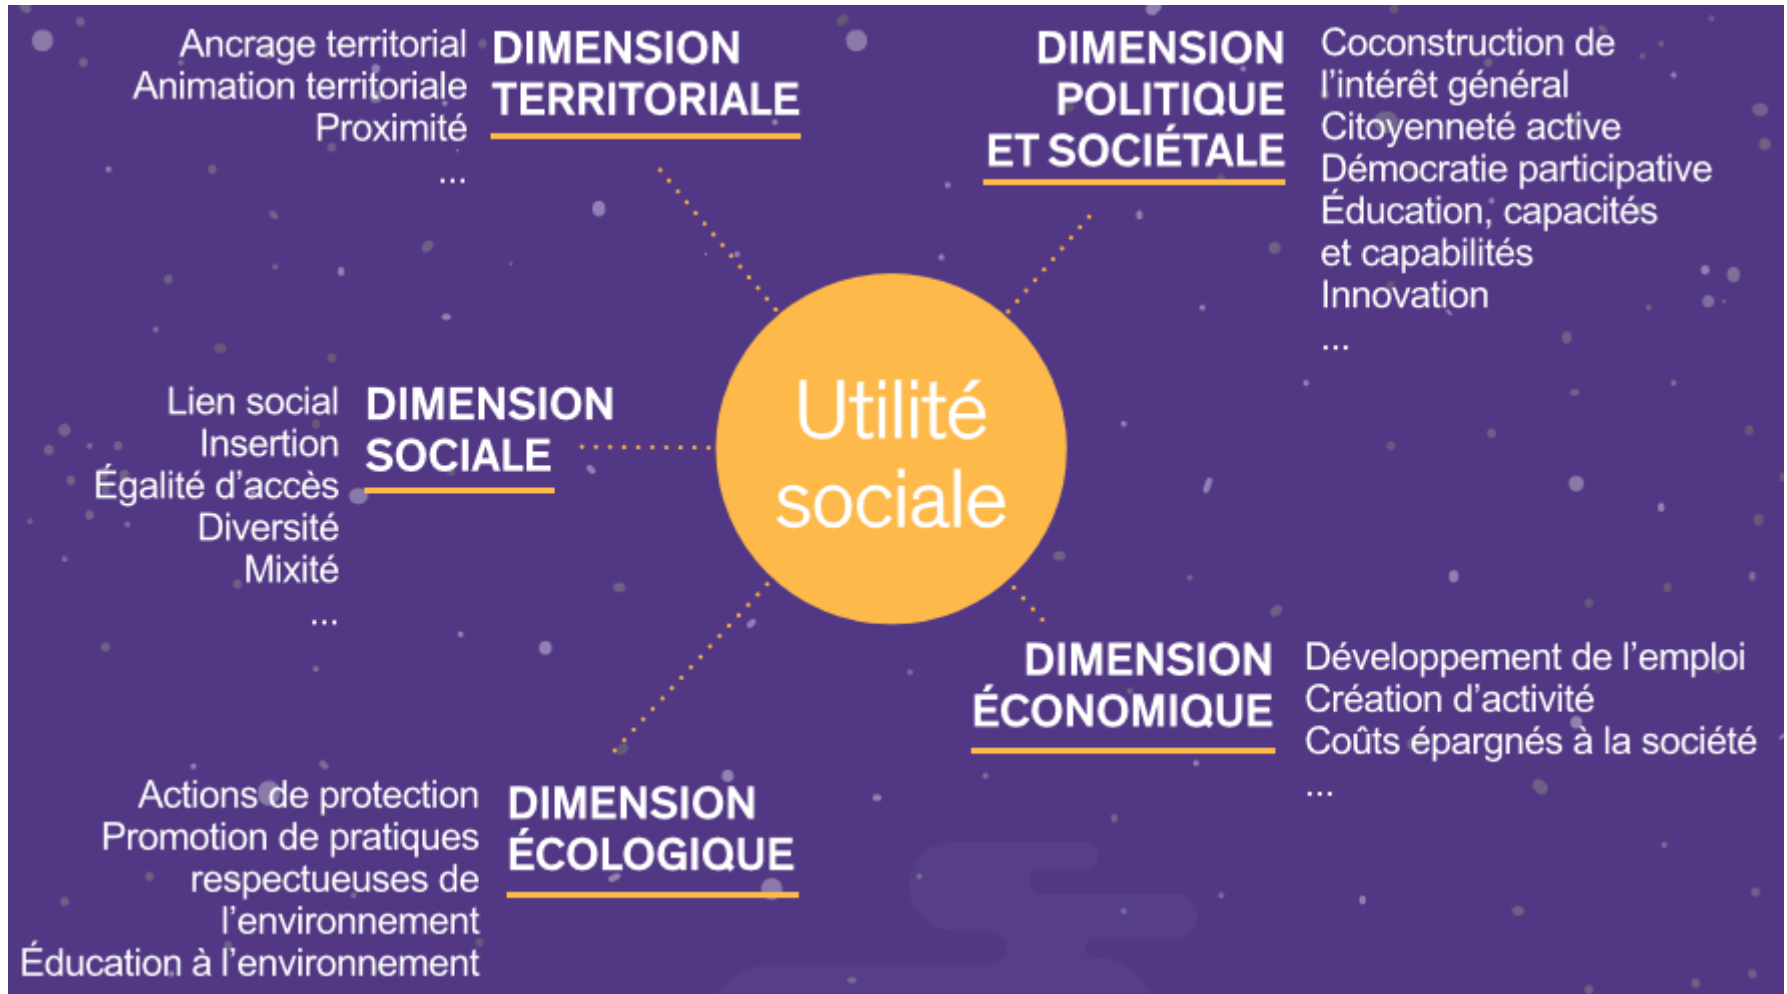 Ancrage territorial
Animation territoriale
Proximité
...
DIMENSION
TERRITORIALE
DIMENSION
POLITIQUE
ET SOCIÉTALE
Coconstruction de
l’intérêt général
Citoyenneté active
Démocratie participative
Éducation, capacités
et capabilités
Innovation
...
Lien social
Insertion
Égalité d’accès
Diversité
Mixité
...
DIMENSION
SOCIALE
Utilité
sociale
DIMENSION
ÉCONOMIQUE
Développement de l’emploi
Création d’activité
Coûts épargnés à la société
...
Actions de protection
Promotion de pratiques
respectueuses de
l’environnement
Éducation à l’environnement
DIMENSION
ÉCOLOGIQUE